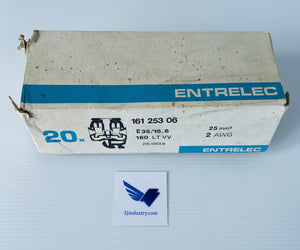 ENTRELEC
20x
161 253 06
E35/16.6
160 LT VV
25 mm²
2 AWG
ENTRELEC
3jindustry.com